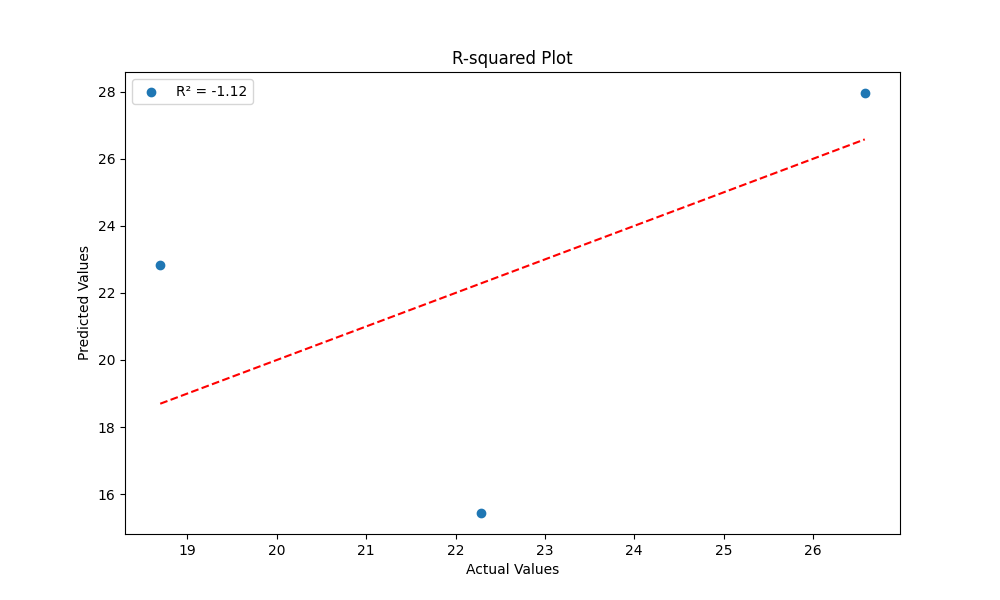 R-squared Plot
R² = -1.12
28
26
24
22
20
18
16
Predicted Values
19 20 21 22 23 24 25 26
Actual Values